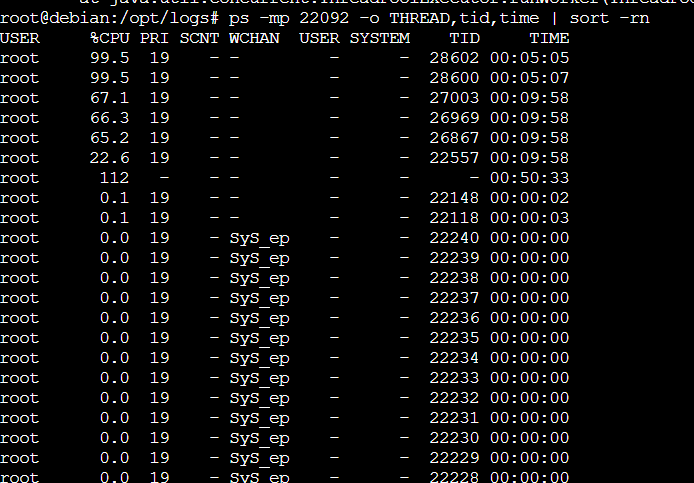 at java.util.concurrent.ThreadPoolExecutor.runWorker(ThreadPoo
root@debian:/opt/logs# ps -mp 22092 -o THREAD,tid,time | sort -rn
USER %CPU PRI SCNT WCHAN USER SYSTEM TID TIME
root 99.5 19 - - - - 28602 00:05:05
root 99.5 19 - - - - 28600 00:05:07
root 67.1 19 - - - - 27003 00:09:58
root 66.3 19 - - - - 26969 00:09:58
root 65.2 19 - - - - 26867 00:09:58
root 22.6 19 - - - - 22557 00:09:58
root 112 - - - - - - 00:50:33
root 0.1 19 - - - - 22148 00:00:02
root 0.1 19 - - - - 22118 00:00:03
root 0.0 19 - SyS_ep - - 22240 00:00:00
root 0.0 19 - SyS_ep - - 22239 00:00:00
root 0.0 19 - SyS_ep - - 22238 00:00:00
root 0.0 19 - SyS_ep - - 22237 00:00:00
root 0.0 19 - SyS_ep - - 22236 00:00:00
root 0.0 19 - SyS_ep - - 22235 00:00:00
root 0.0 19 - SyS_ep - - 22234 00:00:00
root 0.0 19 - SyS_ep - - 22233 00:00:00
root 0.0 19 - SyS_ep - - 22232 00:00:00
root 0.0 19 - SyS_ep - - 22231 00:00:00
root 0.0 19 - SyS_ep - - 22230 00:00:00
root 0.0 19 - SyS_ep - - 22229 00:00:00
root 0.0 19 - SyS_ep - - 22228 00:00:00